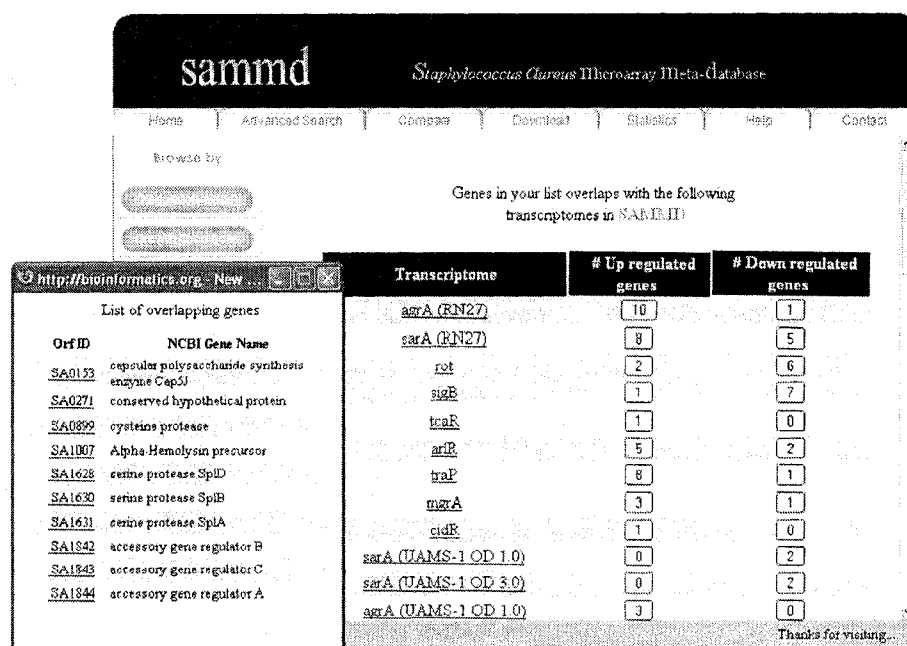 sammd
Staphylococcus Aureus Microarray Meta-database
Home Advanced Search Compare Download Statistics Help Contact
Browse by
Genes in your list overlaps with the following
transcriptomes in SAMMD
Transcriptome # Up regulated genes # Down regulated genes
agrA (RN27) 10 1
sarA (RN27) 8 5
rot 2 6
sigB 1 7
tcaR 1 0
arlR 5 2
traP 8 1
mgrA 3 1
cidR 1 0
sarA (UAMS-1 OD 1.0) 0 2
sarA (UAMS-1 OD 3.0) 0 2
agrA (UAMS-1 OD 1.0) 3 0
Thanks for visiting...
http://bioinformatics.org - New ...
List of overlapping genes
Orf ID NCBI Gene Name
SA0153 capsular polysaccharide synthesis
enzyme Cap5J
SA0271 conserved hypothetical protein
SA0899 cysteine protease
SA1007 Alpha-Hemolysin precursor
SA1628 serine protease SplD
SA1630 serine protease SplB
SA1631 serine protease SplA
SA1842 accessory gene regulator B
SA1843 accessory gene regulator C
SA1844 accessory gene regulator A